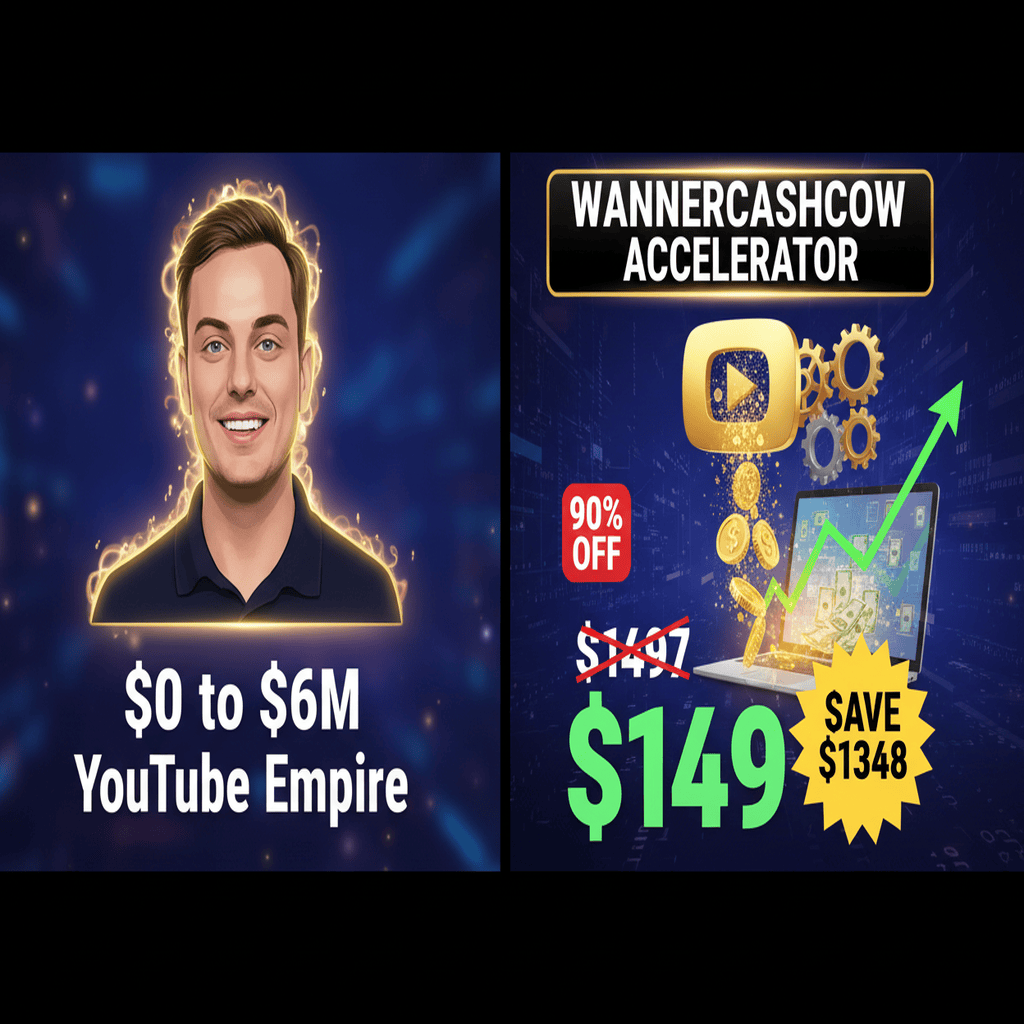 $0 to $6M
YouTube Empire
WANNERCASHCOW
ACCELERATOR
90%
OFF
$1497
$149
SAVE
$1348